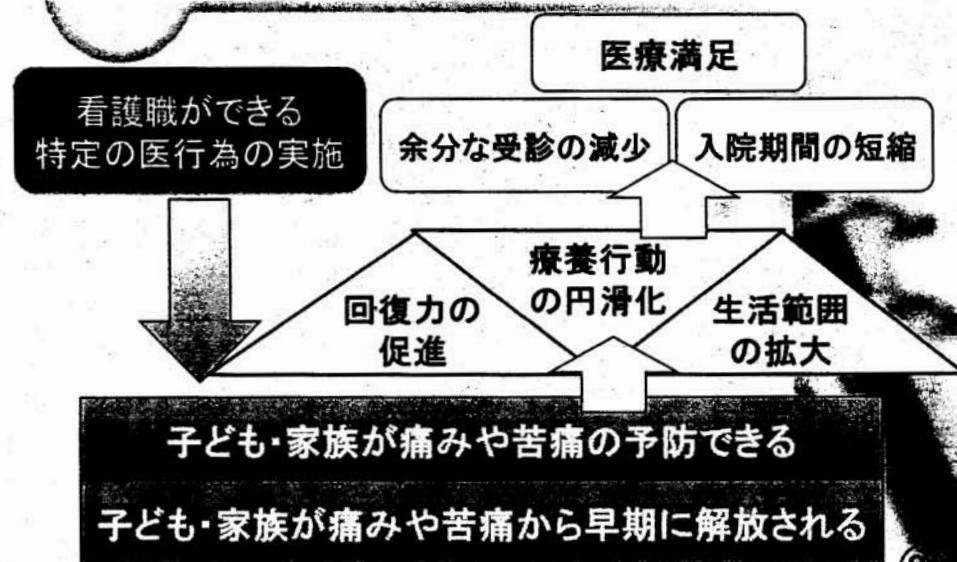 医療満足
看護職ができる
特定の医行為の実施
余分な受診の減少
入院期間の短縮
療養行動
の円滑化
回復力の
促進
生活範囲
の拡大
子ども・家族が痛みや苦痛の予防できる
子ども・家族が痛みや苦痛から早期に解放される